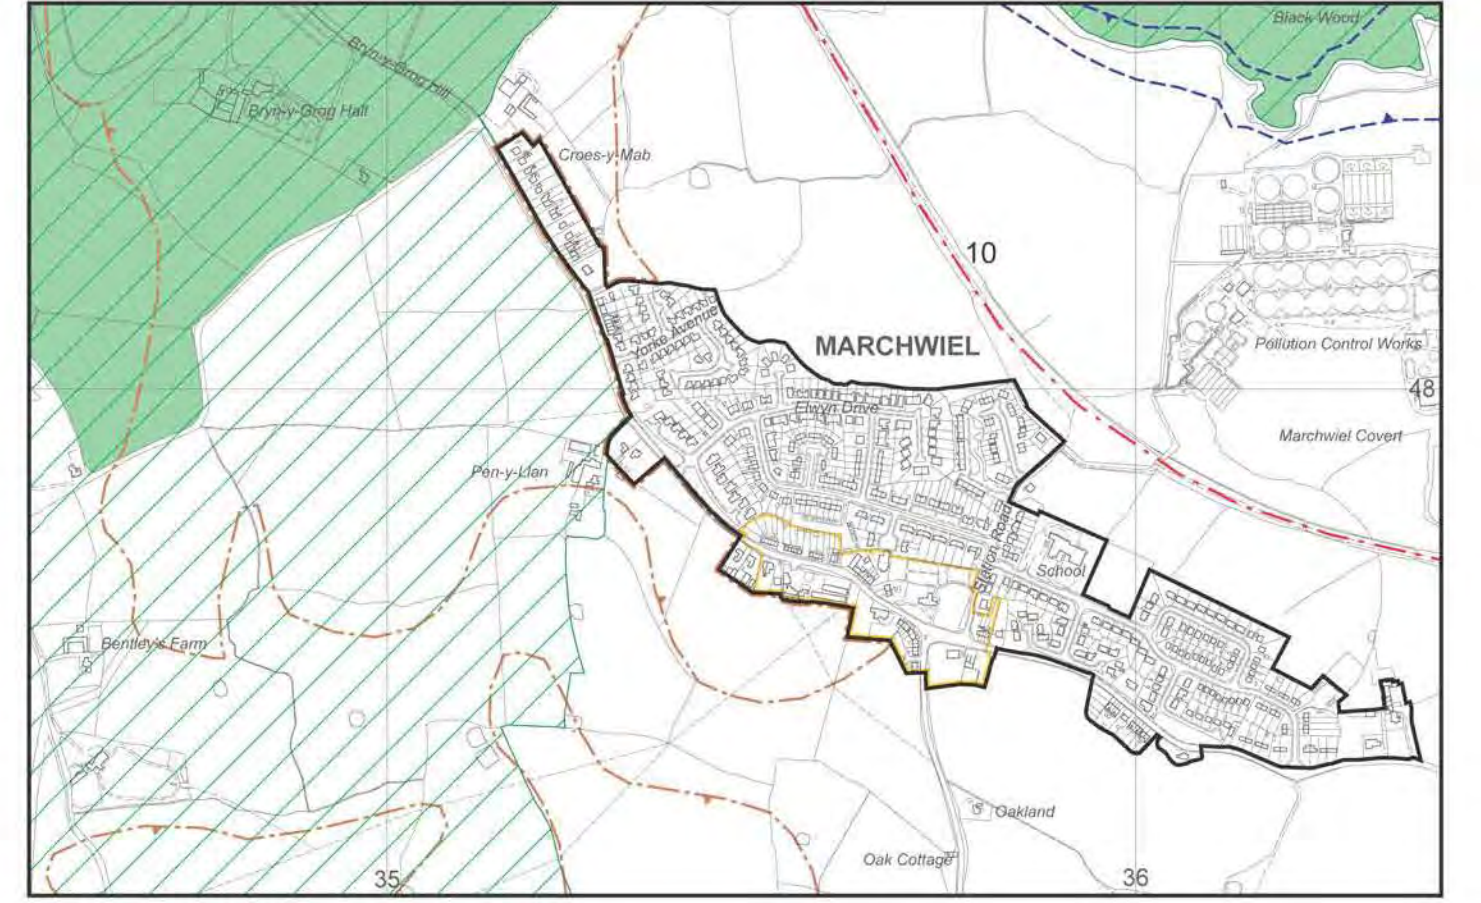 Black Wood
Bryn-y-Grog Hill
Bryn-y-Grog Hall
Croes-y-Mab
10
Yorke Avenue
MARCHWIEL
Pollution Control Works
48
Elwyn Drive
Marchwiel Covert
Pen-y-Llan
Station Road
School
Bentley's Farm
Oakland
Oak Cottage
35
36